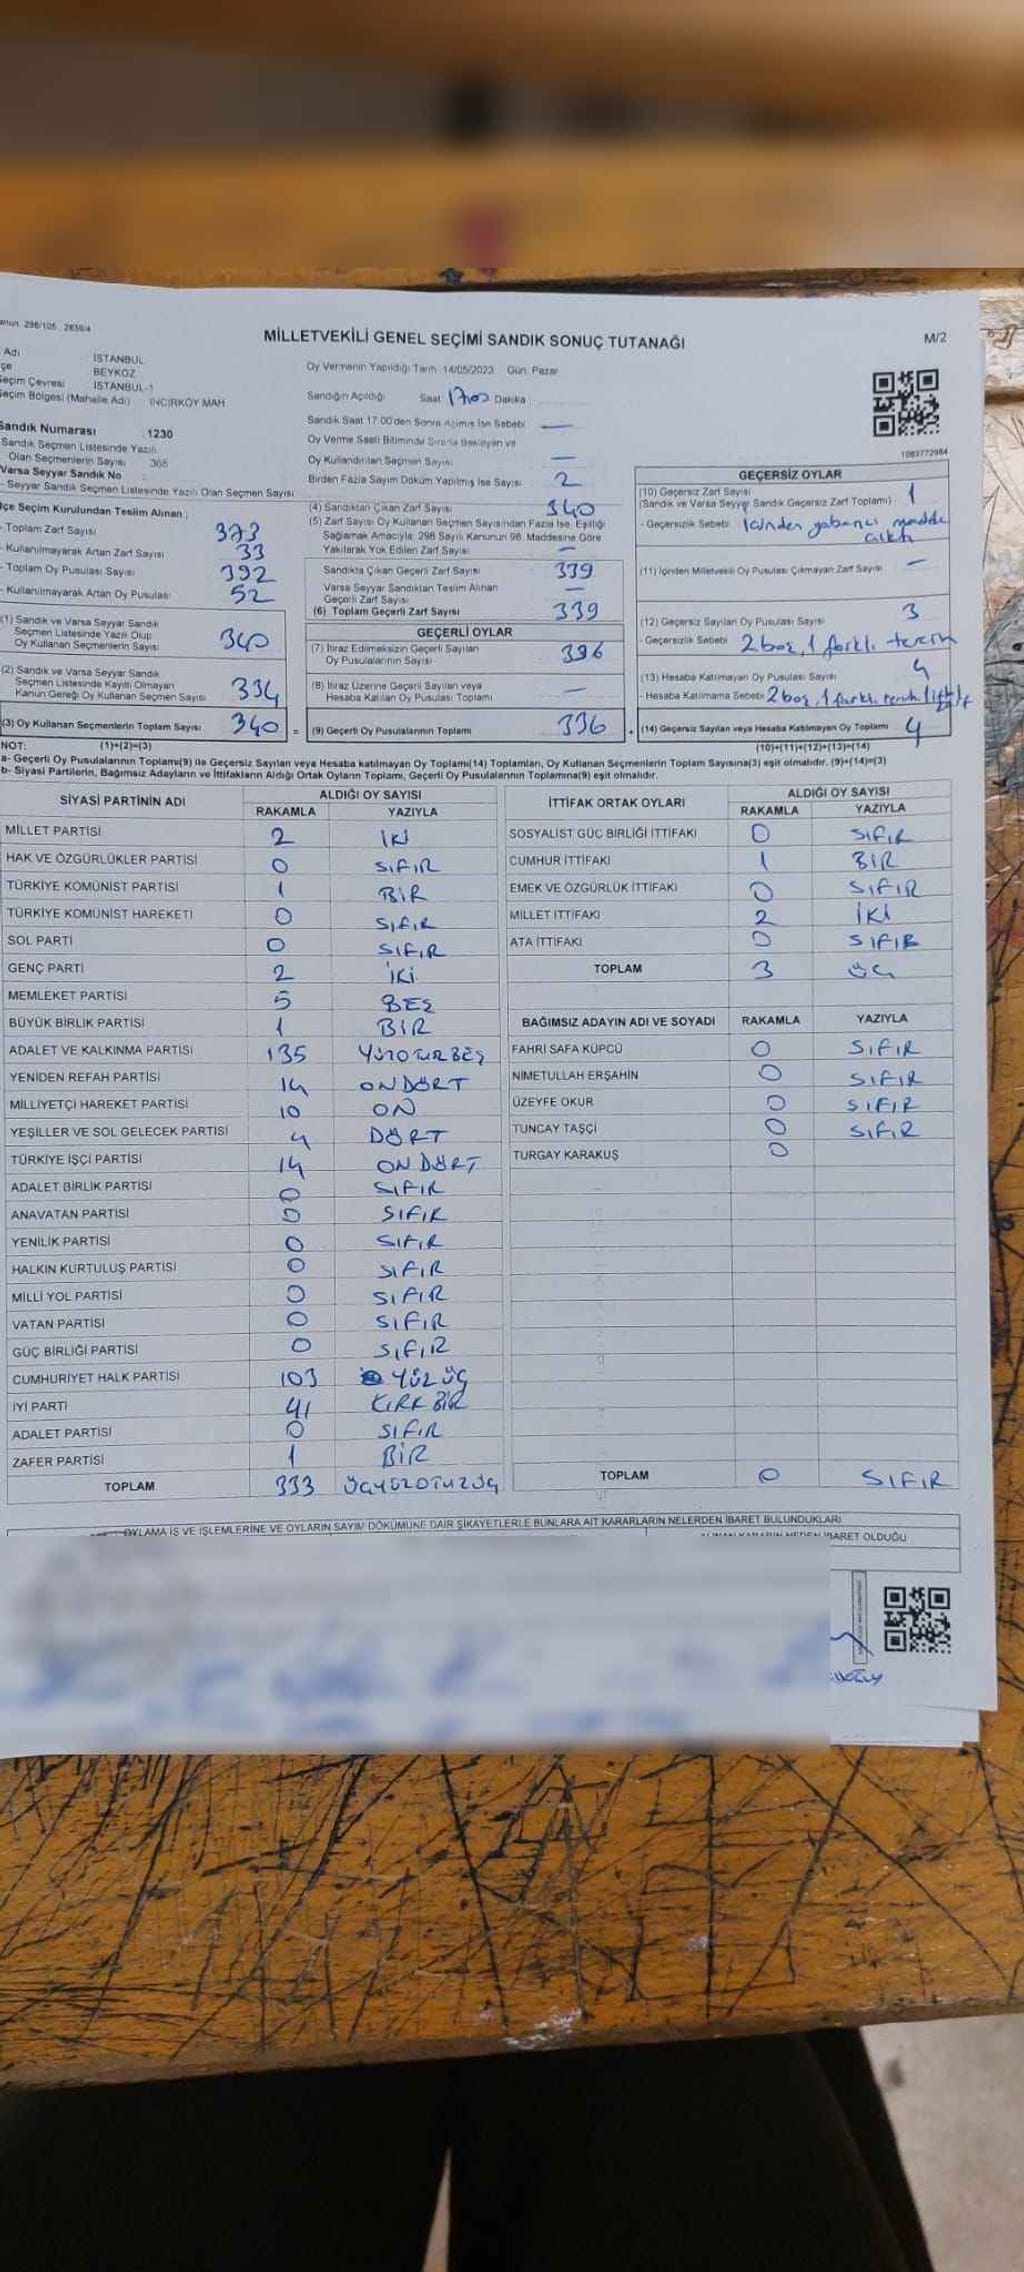 anun: 298/105, 2839/4
MİLLETVEKİLİ GENEL SEÇİMİ SANDIK SONUÇ TUTANAĞI
M/2
Adı İSTANBUL
çe BEYKOZ
Seçim Çevresi İSTANBUL-1
Seçim Bölgesi (Mahalle Adı) : İNCİRKÖY MAH
Sandık Numarası : 1230
Sandık Seçmen Listesinde Yazılı
Olan Seçmenlerin Sayısı : 368
Varsa Seyyar Sandık No
- Seyyar Sandık Seçmen Listesinde Yazılı Olan Seçmen Sayısı
İlçe Seçim Kurulundan Teslim Alınan ;
- Toplam Zarf Sayısı 373
- Kullanılmayarak Artan Zarf Sayısı 33
- Toplam Oy Pusulası Sayısı 392
- Kullanılmayarak Artan Oy Pusulası 52
(1) Sandık ve Varsa Seyyar Sandık
Seçmen Listesinde Yazılı Olup
Oy Kullanan Seçmenlerin Sayısı 340
(2) Sandık ve Varsa Seyyar Sandık
Seçmen Listesinde Kayıtlı Olmayan
Kanun Gereği Oy Kullanan Seçmen Sayısı 334
(3) Oy Kullanan Seçmenlerin Toplam Sayısı 340 =
Oy Vermenin Yapıldığı Tarih: 14/05/2023 Gün: Pazar
Sandığın Açıldığı Saat 17:00 Dakika :
Sandık Saat 17.00'den Sonra Açılmış İse Sebebi —
Oy Verme Saati Bitiminde Sırada Bekleyen ve
Oy Kullandırılan Seçmen Sayısı —
Birden Fazla Sayım Döküm Yapılmış İse Sayısı 2
(4) Sandıktan Çıkan Zarf Sayısı 340
(5) Zarf Sayısı Oy Kullanan Seçmen Sayısından Fazla İse, Eşitliği
Sağlamak Amacıyla; 298 Sayılı Kanunun 98. Maddesine Göre
Yakılarak Yok Edilen Zarf Sayısı —
Sandıkta Çıkan Geçerli Zarf Sayısı 339
Varsa Seyyar Sandıktan Teslim Alınan
Geçerli Zarf Sayısı —
(6) Toplam Geçerli Zarf Sayısı 339
GEÇERLİ OYLAR
(7) İtiraz Edilmeksizin Geçerli Sayılan
Oy Pusulalarının Sayısı 336
(8) İtiraz Üzerine Geçerli Sayılan veya
Hesaba Katılan Oy Pusulası Toplamı —
(9) Geçerli Oy Pusulalarının Toplamı 336 +
1083772984
GEÇERSİZ OYLAR
(10) Geçersiz Zarf Sayısı
(Sandık ve Varsa Seyyar Sandık Geçersiz Zarf Toplamı) : 1
- Geçersizlik Sebebi İçinden yabancı madde
çıktı
(11) İçinden Milletvekili Oy Pusulası Çıkmayan Zarf Sayısı —
(12) Geçersiz Sayılan Oy Pusulası Sayısı 3
- Geçersizlik Sebebi 2 boş, 1 farklı tercih
(13) Hesaba Katılmayan Oy Pusulası Sayısı 4
- Hesaba Katılmama Sebebi 2 boş, 1 farklı tercih
(14) Geçersiz Sayılan veya Hesaba Katılmayan Oy Toplamı 4
NOT: (1)+(2)=(3)
(10)+(11)+(12)+(13)=(14)
a- Geçerli Oy Pusulalarının Toplamı(9) ile Geçersiz Sayılan veya Hesaba Katılmayan Oy Toplamı(14) Toplamları, Oy Kullanan Seçmenlerin Toplam Sayısına(3) eşit olmalıdır. (9)+(14)=(3)
b- Siyasi Partilerin, Bağımsız Adayların ve İttifakların Aldığı Ortak Oyların Toplamı, Geçerli Oy Pusulalarının Toplamına(9) eşit olmalıdır.
SİYASİ PARTİNİN ADI ALDIĞI OY SAYISI
RAKAMLA YAZIYLA
MİLLET PARTİSİ 2 İKİ
HAK VE ÖZGÜRLÜKLER PARTİSİ 0 SIFIR
TÜRKİYE KOMÜNİST PARTİSİ 1 BİR
TÜRKİYE KOMÜNİST HAREKETİ 0 SIFIR
SOL PARTİ 0 SIFIR
GENÇ PARTİ 2 İKİ
MEMLEKET PARTİSİ 5 BEŞ
BÜYÜK BİRLİK PARTİSİ 1 BİR
ADALET VE KALKINMA PARTİSİ 135 YÜZOTUZBEŞ
YENİDEN REFAH PARTİSİ 14 ONDÖRT
MİLLİYETÇİ HAREKET PARTİSİ 10 ON
YEŞİLLER VE SOL GELECEK PARTİSİ 4 DÖRT
TÜRKİYE İŞÇİ PARTİSİ 14 ONDÖRT
ADALET BİRLİK PARTİSİ 0 SIFIR
ANAVATAN PARTİSİ 0 SIFIR
YENİLİK PARTİSİ 0 SIFIR
HALKIN KURTULUŞ PARTİSİ 0 SIFIR
MİLLİ YOL PARTİSİ 0 SIFIR
VATAN PARTİSİ 0 SIFIR
GÜÇ BİRLİĞİ PARTİSİ 0 SIFIR
CUMHURİYET HALK PARTİSİ 103 YÜZÜÇ
İYİ PARTİ 41 KIRKBİR
ADALET PARTİSİ 0 SIFIR
ZAFER PARTİSİ 1 BİR
TOPLAM 333 ÜÇYÜZOTUZÜÇ
İTTİFAK ORTAK OYLARI ALDIĞI OY SAYISI
RAKAMLA YAZIYLA
SOSYALİST GÜÇ BİRLİĞİ İTTİFAKI 0 SIFIR
CUMHUR İTTİFAKI 1 BİR
EMEK VE ÖZGÜRLÜK İTTİFAKI 0 SIFIR
MİLLET İTTİFAKI 2 İKİ
ATA İTTİFAKI 0 SIFIR
TOPLAM 3 ÜÇ
BAĞIMSIZ ADAYIN ADI VE SOYADI RAKAMLA YAZIYLA
FAHRİ SAFA KÜPCÜ 0 SIFIR
NİMETULLAH ERŞAHİN 0 SIFIR
ÜZEYFE OKUR 0 SIFIR
TUNCAY TAŞÇİ 0 SIFIR
TURGAY KARAKUŞ 0
TOPLAM 0 SIFIR
OYLAMA İŞ VE İŞLEMLERİNE VE OYLARIN SAYIM DÖKÜMÜNE DAİR ŞİKAYETLERLE BUNLARA AİT KARARLARIN NELERDEN İBARET BULUNDUKLARI
ALINAN KARARIN NEDEN İBARET OLDUĞU